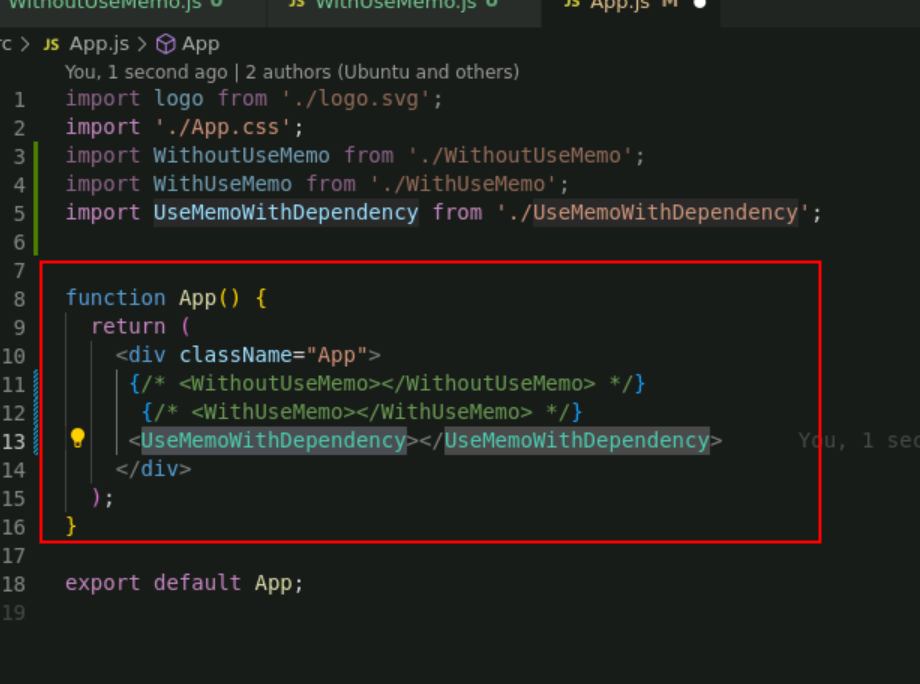 WithoutUseMemo.js U JS WithUseMemo.js U JS App.js M
rc > JS App.js > App
You, 1 second ago | 2 authors (Ubuntu and others)
1 import logo from './logo.svg';
2 import './App.css';
3 import WithoutUseMemo from './WithoutUseMemo';
4 import WithUseMemo from './WithUseMemo';
5 import UseMemoWithDependency from './UseMemoWithDependency';
6
7
8 function App() {
9 return (
10 <div className="App">
11 {/* <WithoutUseMemo></WithoutUseMemo> */}
12 {/* <WithUseMemo></WithUseMemo> */}
13 <UseMemoWithDependency></UseMemoWithDependency> You, 1 sec
14 </div>
15 );
16 }
17
18 export default App;
19